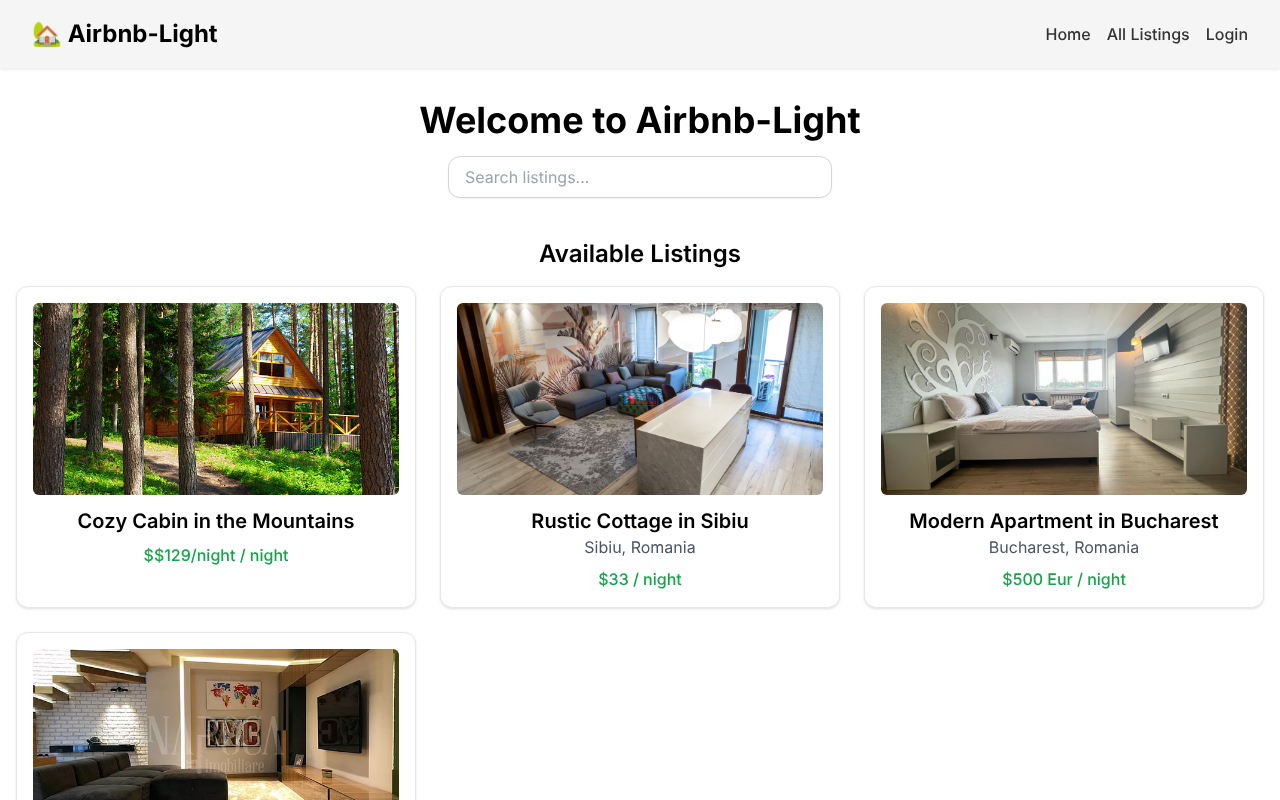 Airbnb-Light
Home
All Listings
Login
Welcome to Airbnb-Light
Search listings...
Available Listings
Cozy Cabin in the Mountains
$$129/night / night
Rustic Cottage in Sibiu
Sibiu, Romania
$33 / night
Modern Apartment in Bucharest
Bucharest, Romania
$500 Eur / night
imobiliare